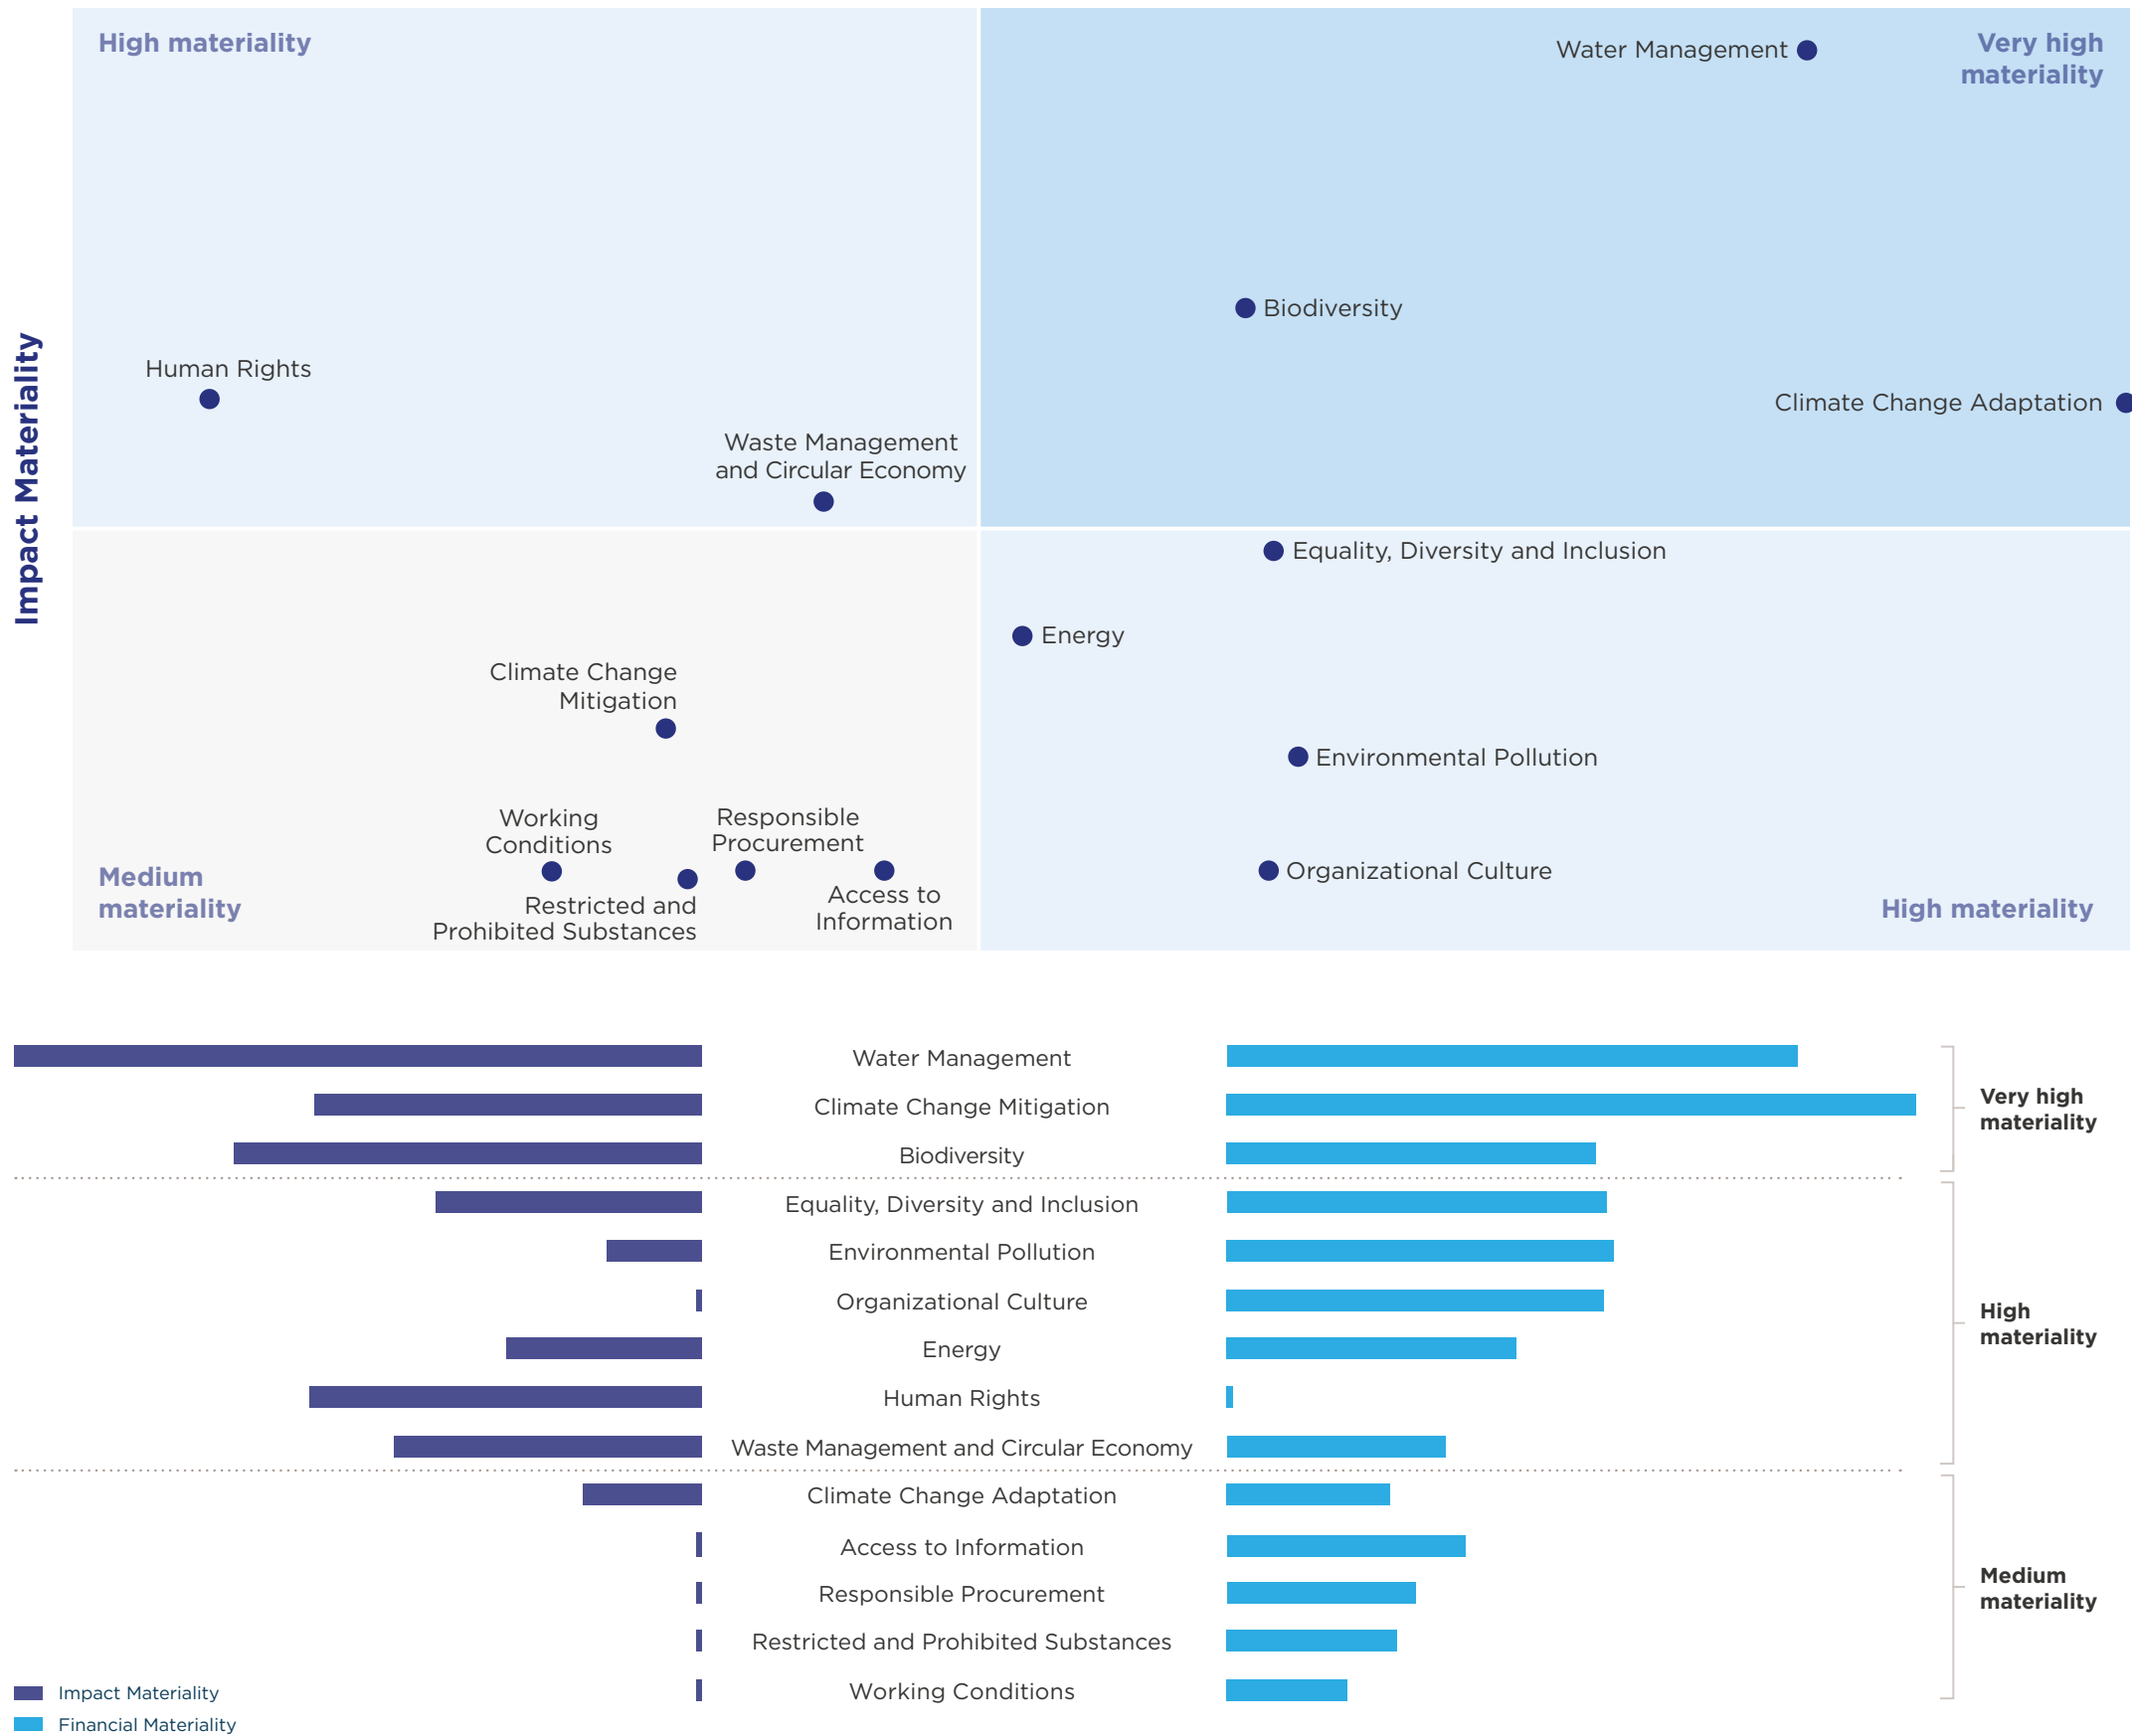 High materiality
Water Management
Very high
materiality
Biodiversity
Human Rights
Climate Change Adaptation
Waste Management
and Circular Economy
Impact Materiality
Equality, Diversity and Inclusion
Energy
Climate Change
Mitigation
Environmental Pollution
Working
Conditions
Responsible
Procurement
Organizational Culture
Medium
materiality
Restricted and
Prohibited Substances
Access to
Information
High materiality
Water Management
Climate Change Mitigation
Biodiversity
Very high
materiality
Equality, Diversity and Inclusion
Environmental Pollution
Organizational Culture
Energy
Human Rights
Waste Management and Circular Economy
High
materiality
Climate Change Adaptation
Access to Information
Responsible Procurement
Restricted and Prohibited Substances
Working Conditions
Medium
materiality
Impact Materiality
Financial Materiality